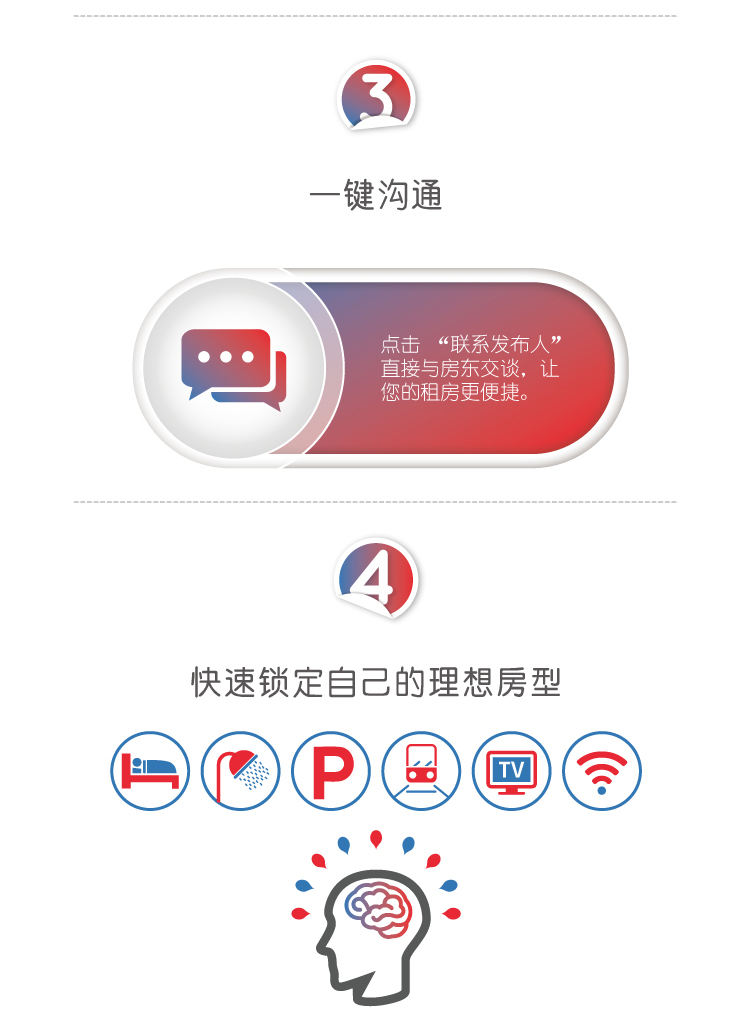 3
一键沟通
点击 “联系发布人”
直接与房东交谈，让
您的租房更便捷。
4
快速锁定自己的理想房型
P
TV